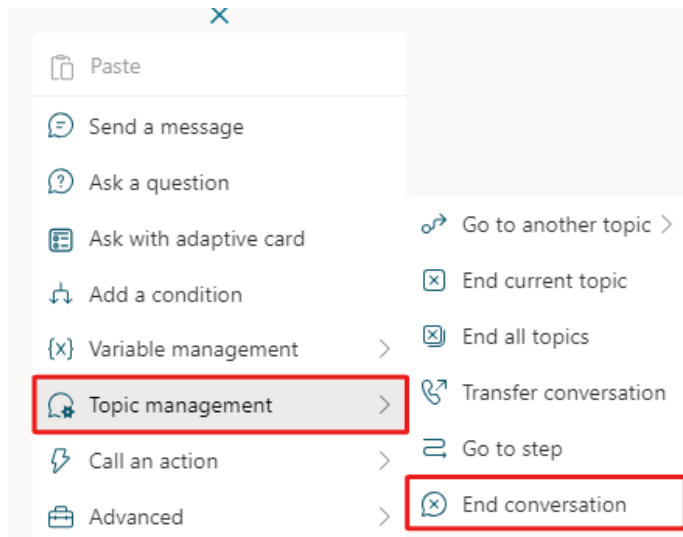 Paste
Send a message
Ask a question
Ask with adaptive card
Add a condition
{x} Variable management
Topic management
Call an action
Advanced
Go to another topic
End current topic
End all topics
Transfer conversation
Go to step
End conversation